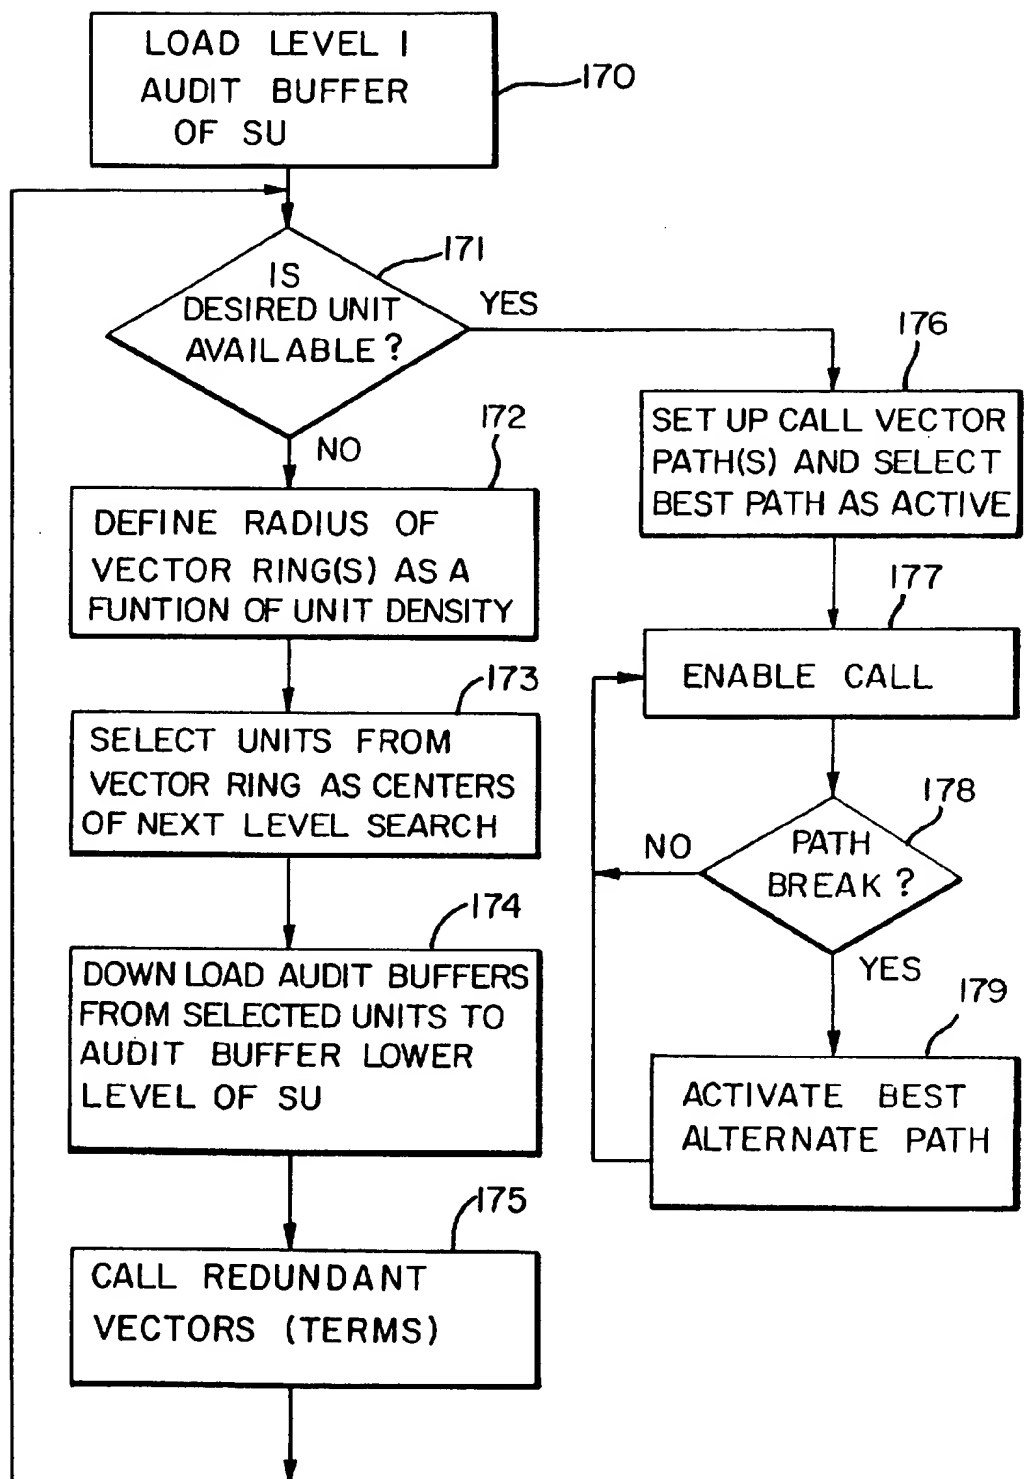 LOAD LEVEL 1
AUDIT BUFFER
OF SU
170
IS
DESIRED UNIT
AVAILABLE?
171
YES
NO
172
DEFINE RADIUS OF
VECTOR RING(S) AS A
FUNTION OF UNIT DENSITY
173
SELECT UNITS FROM
VECTOR RING AS CENTERS
OF NEXT LEVEL SEARCH
174
DOWN LOAD AUDIT BUFFERS
FROM SELECTED UNITS TO
AUDIT BUFFER LOWER
LEVEL OF SU
175
CALL REDUNDANT
VECTORS (TERMS)
176
SET UP CALL VECTOR
PATH(S) AND SELECT
BEST PATH AS ACTIVE
177
ENABLE CALL
178
PATH
BREAK?
NO
YES
179
ACTIVATE BEST
ALTERNATE PATH